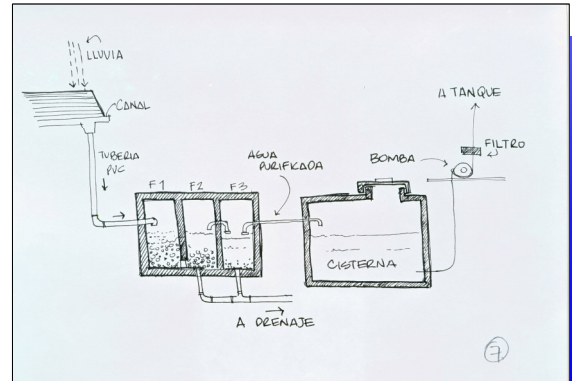 LLUVIA
CANAL
TUBERIA
PVC
F1 F2 F3
AGUA
PURIFICADA
A TANQUE
FILTRO
BOMBA
CISTERNA
A DRENAJE
7